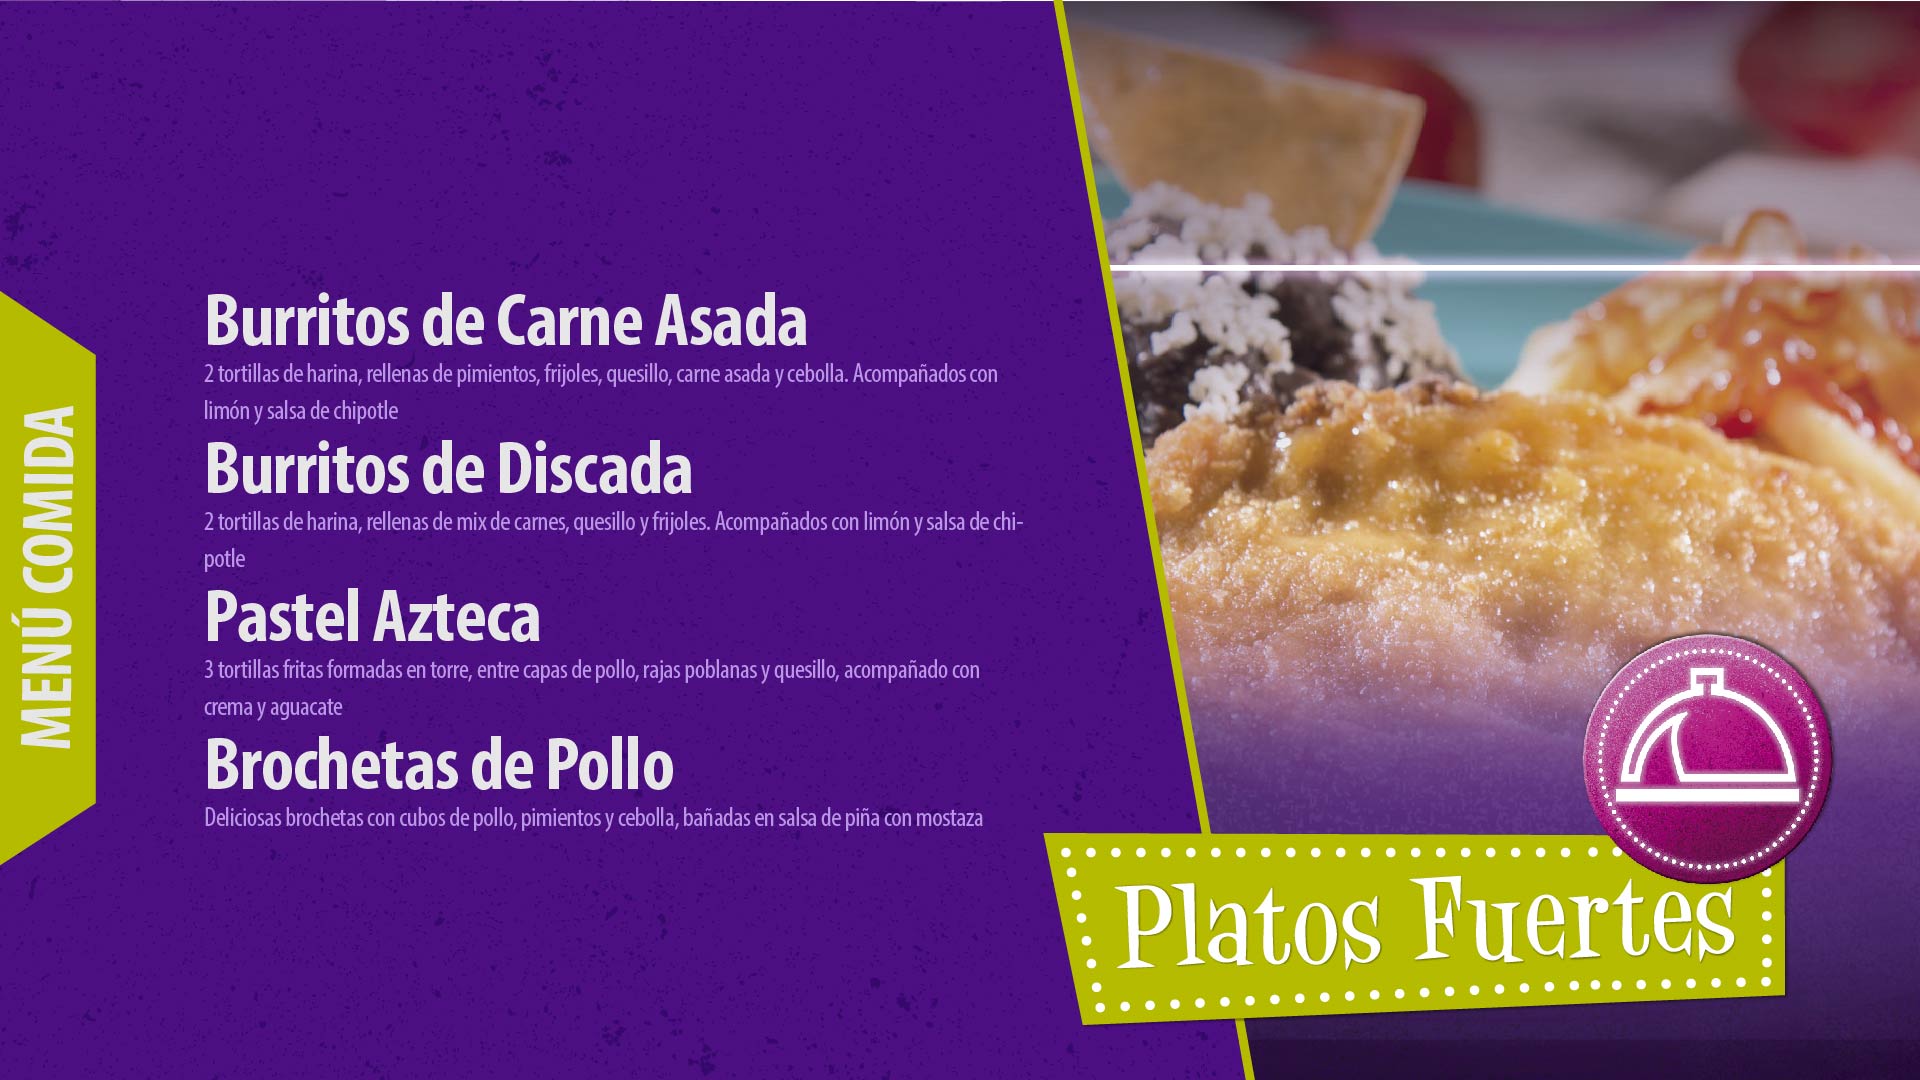 MENÚ COMIDA
Burritos de Carne Asada
2 tortillas de harina, rellenas de pimientos, frijoles, quesillo, carne asada y cebolla. Acompañados con
limón y salsa de chipotle
Burritos de Discada
2 tortillas de harina, rellenas de mix de carnes, quesillo y frijoles. Acompañados con limón y salsa de chi-
potle
Pastel Azteca
3 tortillas fritas formadas en torre, entre capas de pollo, rajas poblanas y quesillo, acompañado con
crema y aguacate
Brochetas de Pollo
Deliciosas brochetas con cubos de pollo, pimientos y cebolla, bañadas en salsa de piña con mostaza
Platos Fuertes